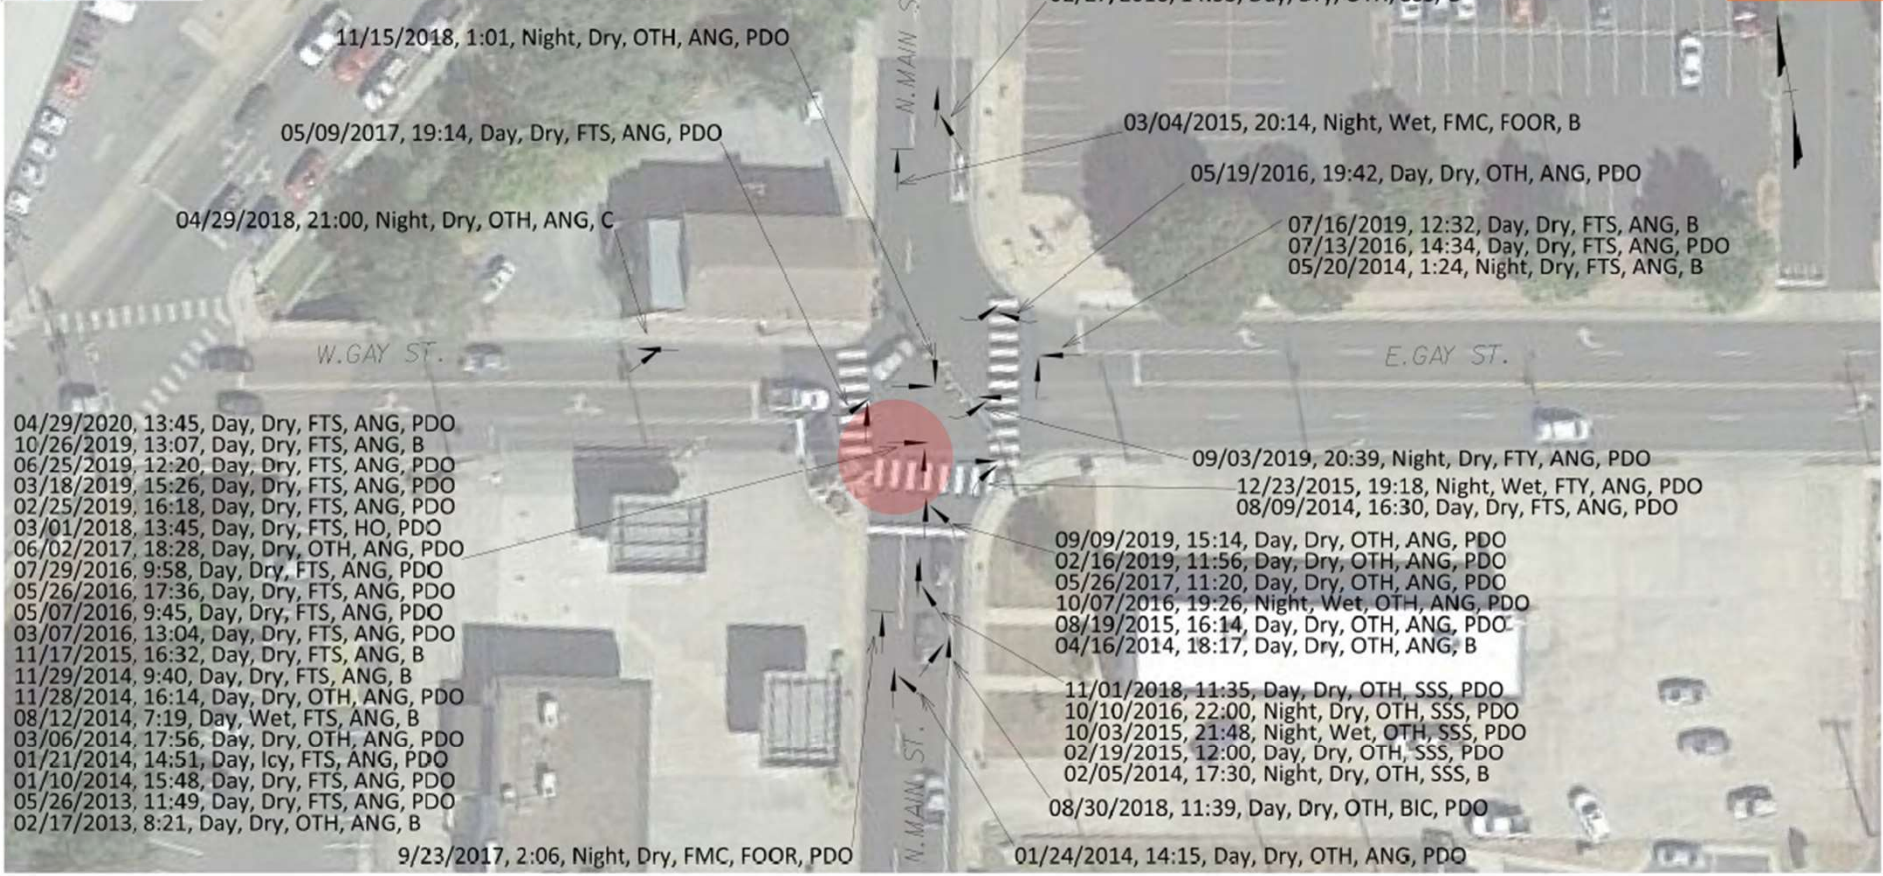 11/15/2018, 1:01, Night, Dry, OTH, ANG, PDO
N.MAIN S
05/09/2017, 19:14, Day, Dry, FTS, ANG, PDO
03/04/2015, 20:14, Night, Wet, FMC, FOOR, B
05/19/2016, 19:42, Day, Dry, OTH, ANG, PDO
04/29/2018, 21:00, Night, Dry, OTH, ANG, C
07/16/2019, 12:32, Day, Dry, FTS, ANG, B
07/13/2016, 14:34, Day, Dry, FTS, ANG, PDO
05/20/2014, 1:24, Night, Dry, FTS, ANG, B
W.GAY ST.
E.GAY ST.
04/29/2020, 13:45, Day, Dry, FTS, ANG, PDO
10/26/2019, 13:07, Day, Dry, FTS, ANG, B
06/25/2019, 12:20, Day, Dry, FTS, ANG, PDO
03/18/2019, 15:26, Day, Dry, FTS, ANG, PDO
02/25/2019, 16:18, Day, Dry, FTS, ANG, PDO
03/01/2018, 13:45, Day, Dry, FTS, HO, PDO
06/02/2017, 18:28, Day, Dry, OTH, ANG, PDO
07/29/2016, 9:58, Day, Dry, FTS, ANG, PDO
05/26/2016, 17:36, Day, Dry, FTS, ANG, PDO
05/07/2016, 9:45, Day, Dry, FTS, ANG, PDO
03/07/2016, 13:04, Day, Dry, FTS, ANG, PDO
11/17/2015, 16:32, Day, Dry, FTS, ANG, B
11/29/2014, 9:40, Day, Dry, FTS, ANG, B
11/28/2014, 16:14, Day, Dry, OTH, ANG, PDO
08/12/2014, 7:19, Day, Wet, FTS, ANG, B
03/06/2014, 17:56, Day, Dry, OTH, ANG, PDO
01/21/2014, 14:51, Day, Icy, FTS, ANG, PDO
01/10/2014, 15:48, Day, Dry, FTS, ANG, PDO
05/26/2013, 11:49, Day, Dry, FTS, ANG, PDO
02/17/2013, 8:21, Day, Dry, OTH, ANG, B
09/03/2019, 20:39, Night, Dry, FTY, ANG, PDO
12/23/2015, 19:18, Night, Wet, FTY, ANG, PDO
08/09/2014, 16:30, Day, Dry, FTS, ANG, PDO
09/09/2019, 15:14, Day, Dry, OTH, ANG, PDO
02/16/2019, 11:56, Day, Dry, OTH, ANG, PDO
05/26/2017, 11:20, Day, Dry, OTH, ANG, PDO
10/07/2016, 19:26, Night, Wet, OTH, ANG, PDO
08/19/2015, 16:14, Day, Dry, OTH, ANG, PDO
04/16/2014, 18:17, Day, Dry, OTH, ANG, B
11/01/2018, 11:35, Day, Dry, OTH, SSS, PDO
10/10/2016, 22:00, Night, Dry, OTH, SSS, PDO
10/03/2015, 21:48, Night, Wet, OTH, SSS, PDO
02/19/2015, 12:00, Day, Dry, OTH, SSS, PDO
02/05/2014, 17:30, Night, Dry, OTH, SSS, B
08/30/2018, 11:39, Day, Dry, OTH, BIC, PDO
N.MAIN ST.
9/23/2017, 2:06, Night, Dry, FMC, FOOR, PDO
01/24/2014, 14:15, Day, Dry, OTH, ANG, PDO